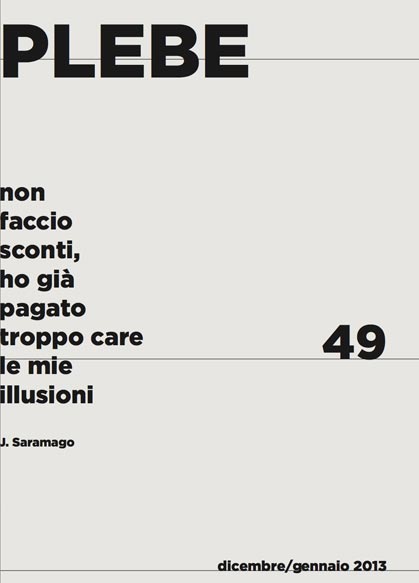 PLEBE
non
faccio
sconti,
ho già
pagato
troppo care
le mie
illusioni
49
J. Saramago
dicembre/gennaio 2013